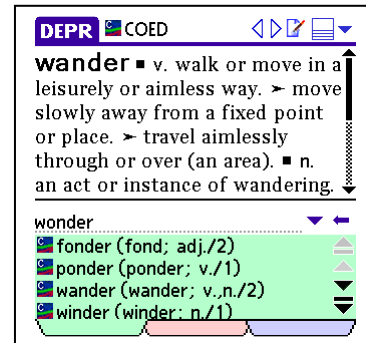 DEPR COED
wander ■ v. walk or move in a
leisurely or aimless way. ➤ move
slowly away from a fixed point
or place. ➤ travel aimlessly
through or over (an area). ■ n.
an act or instance of wandering.
wonder
fonder (fond; adj./2)
ponder (ponder; v./1)
wander (wander; v.,n./2)
winder (winder; n./1)